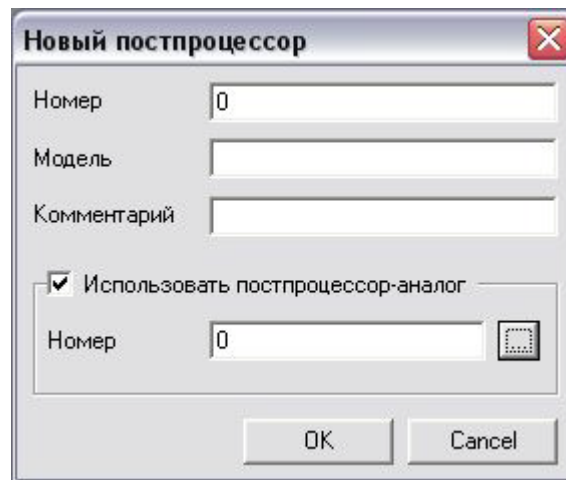 Новый постпроцессор
Номер 0
Модель
Комментарий
Использовать постпроцессор-аналог
Номер 0 ...
OK Cancel